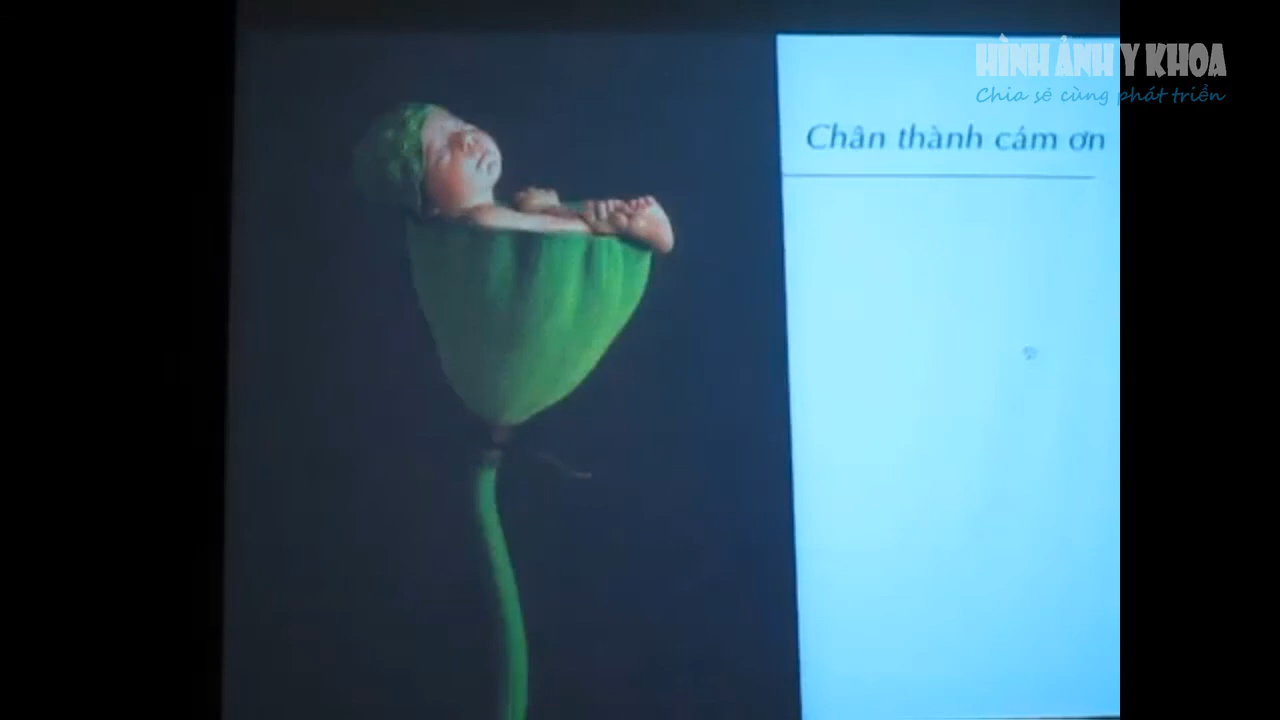 HÌNH ẢNH Y KHOA
Chia sẻ cùng phát triển
Chân thành cám ơn